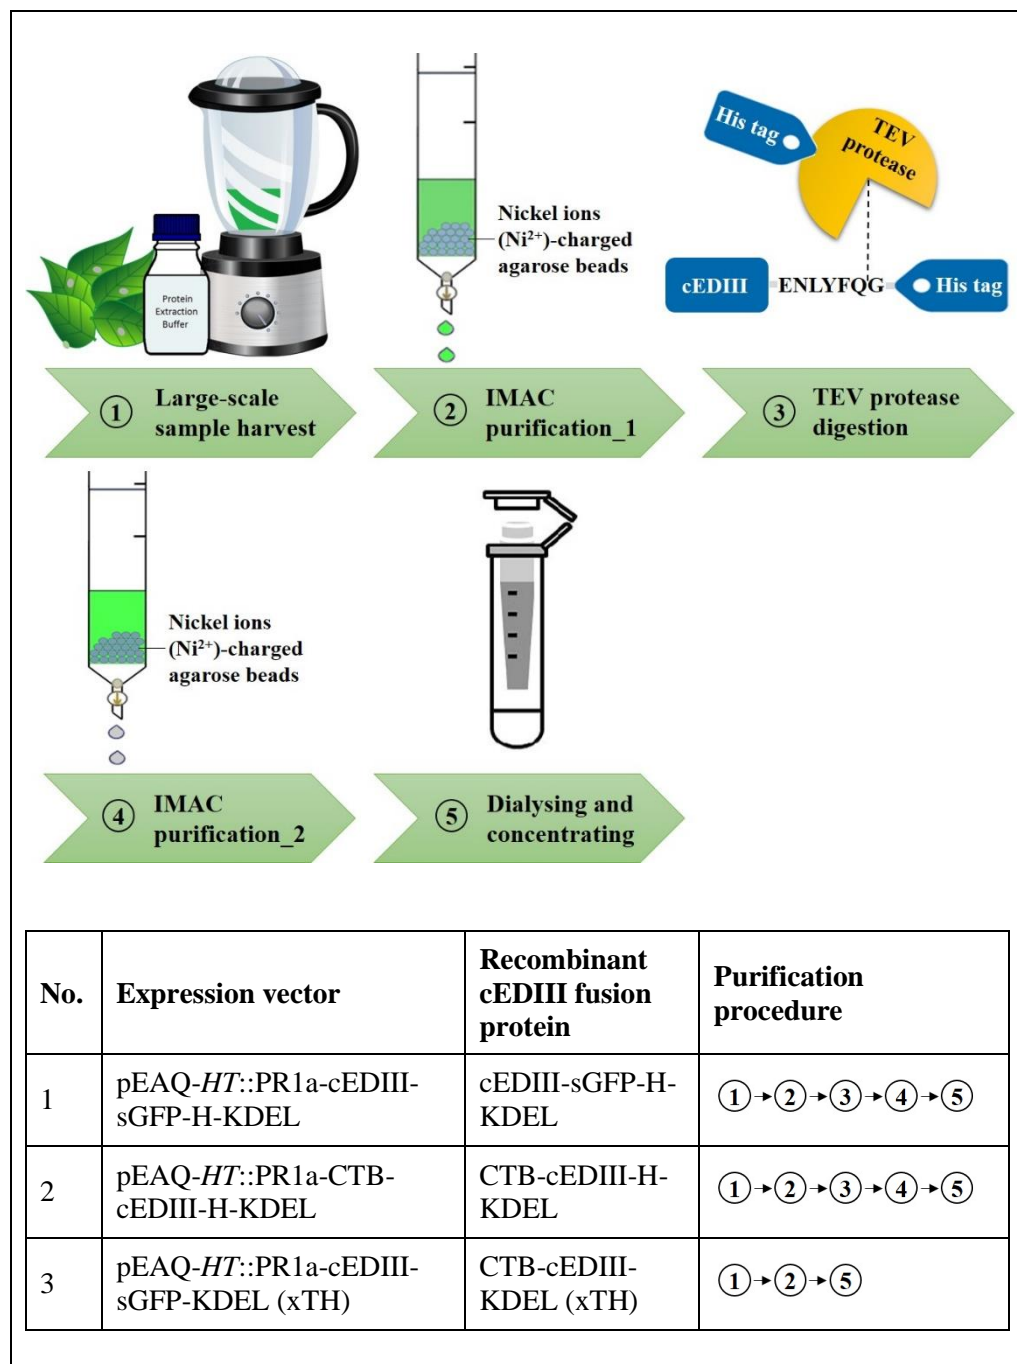 Protein
Extraction
Buffer
Nickel ions
(Ni²⁺)-charged
agarose beads
His tag
TEV
protease
cEDIII
ENLYFQG
His tag
① Large-scale
sample harvest
② IMAC
purification_1
③ TEV protease
digestion
Nickel ions
(Ni²⁺)-charged
agarose beads
④ IMAC
purification_2
⑤ Dialysing and
concentrating
No. Expression vector Recombinant cEDIII fusion protein Purification procedure
1 pEAQ-HT::PR1a-cEDIII-sGFP-H-KDEL cEDIII-sGFP-H-KDEL ①→②→③→④→⑤
2 pEAQ-HT::PR1a-CTB-cEDIII-H-KDEL CTB-cEDIII-H-KDEL ①→②→③→④→⑤
3 pEAQ-HT::PR1a-cEDIII-sGFP-KDEL (xTH) CTB-cEDIII-KDEL (xTH) ①→②→⑤